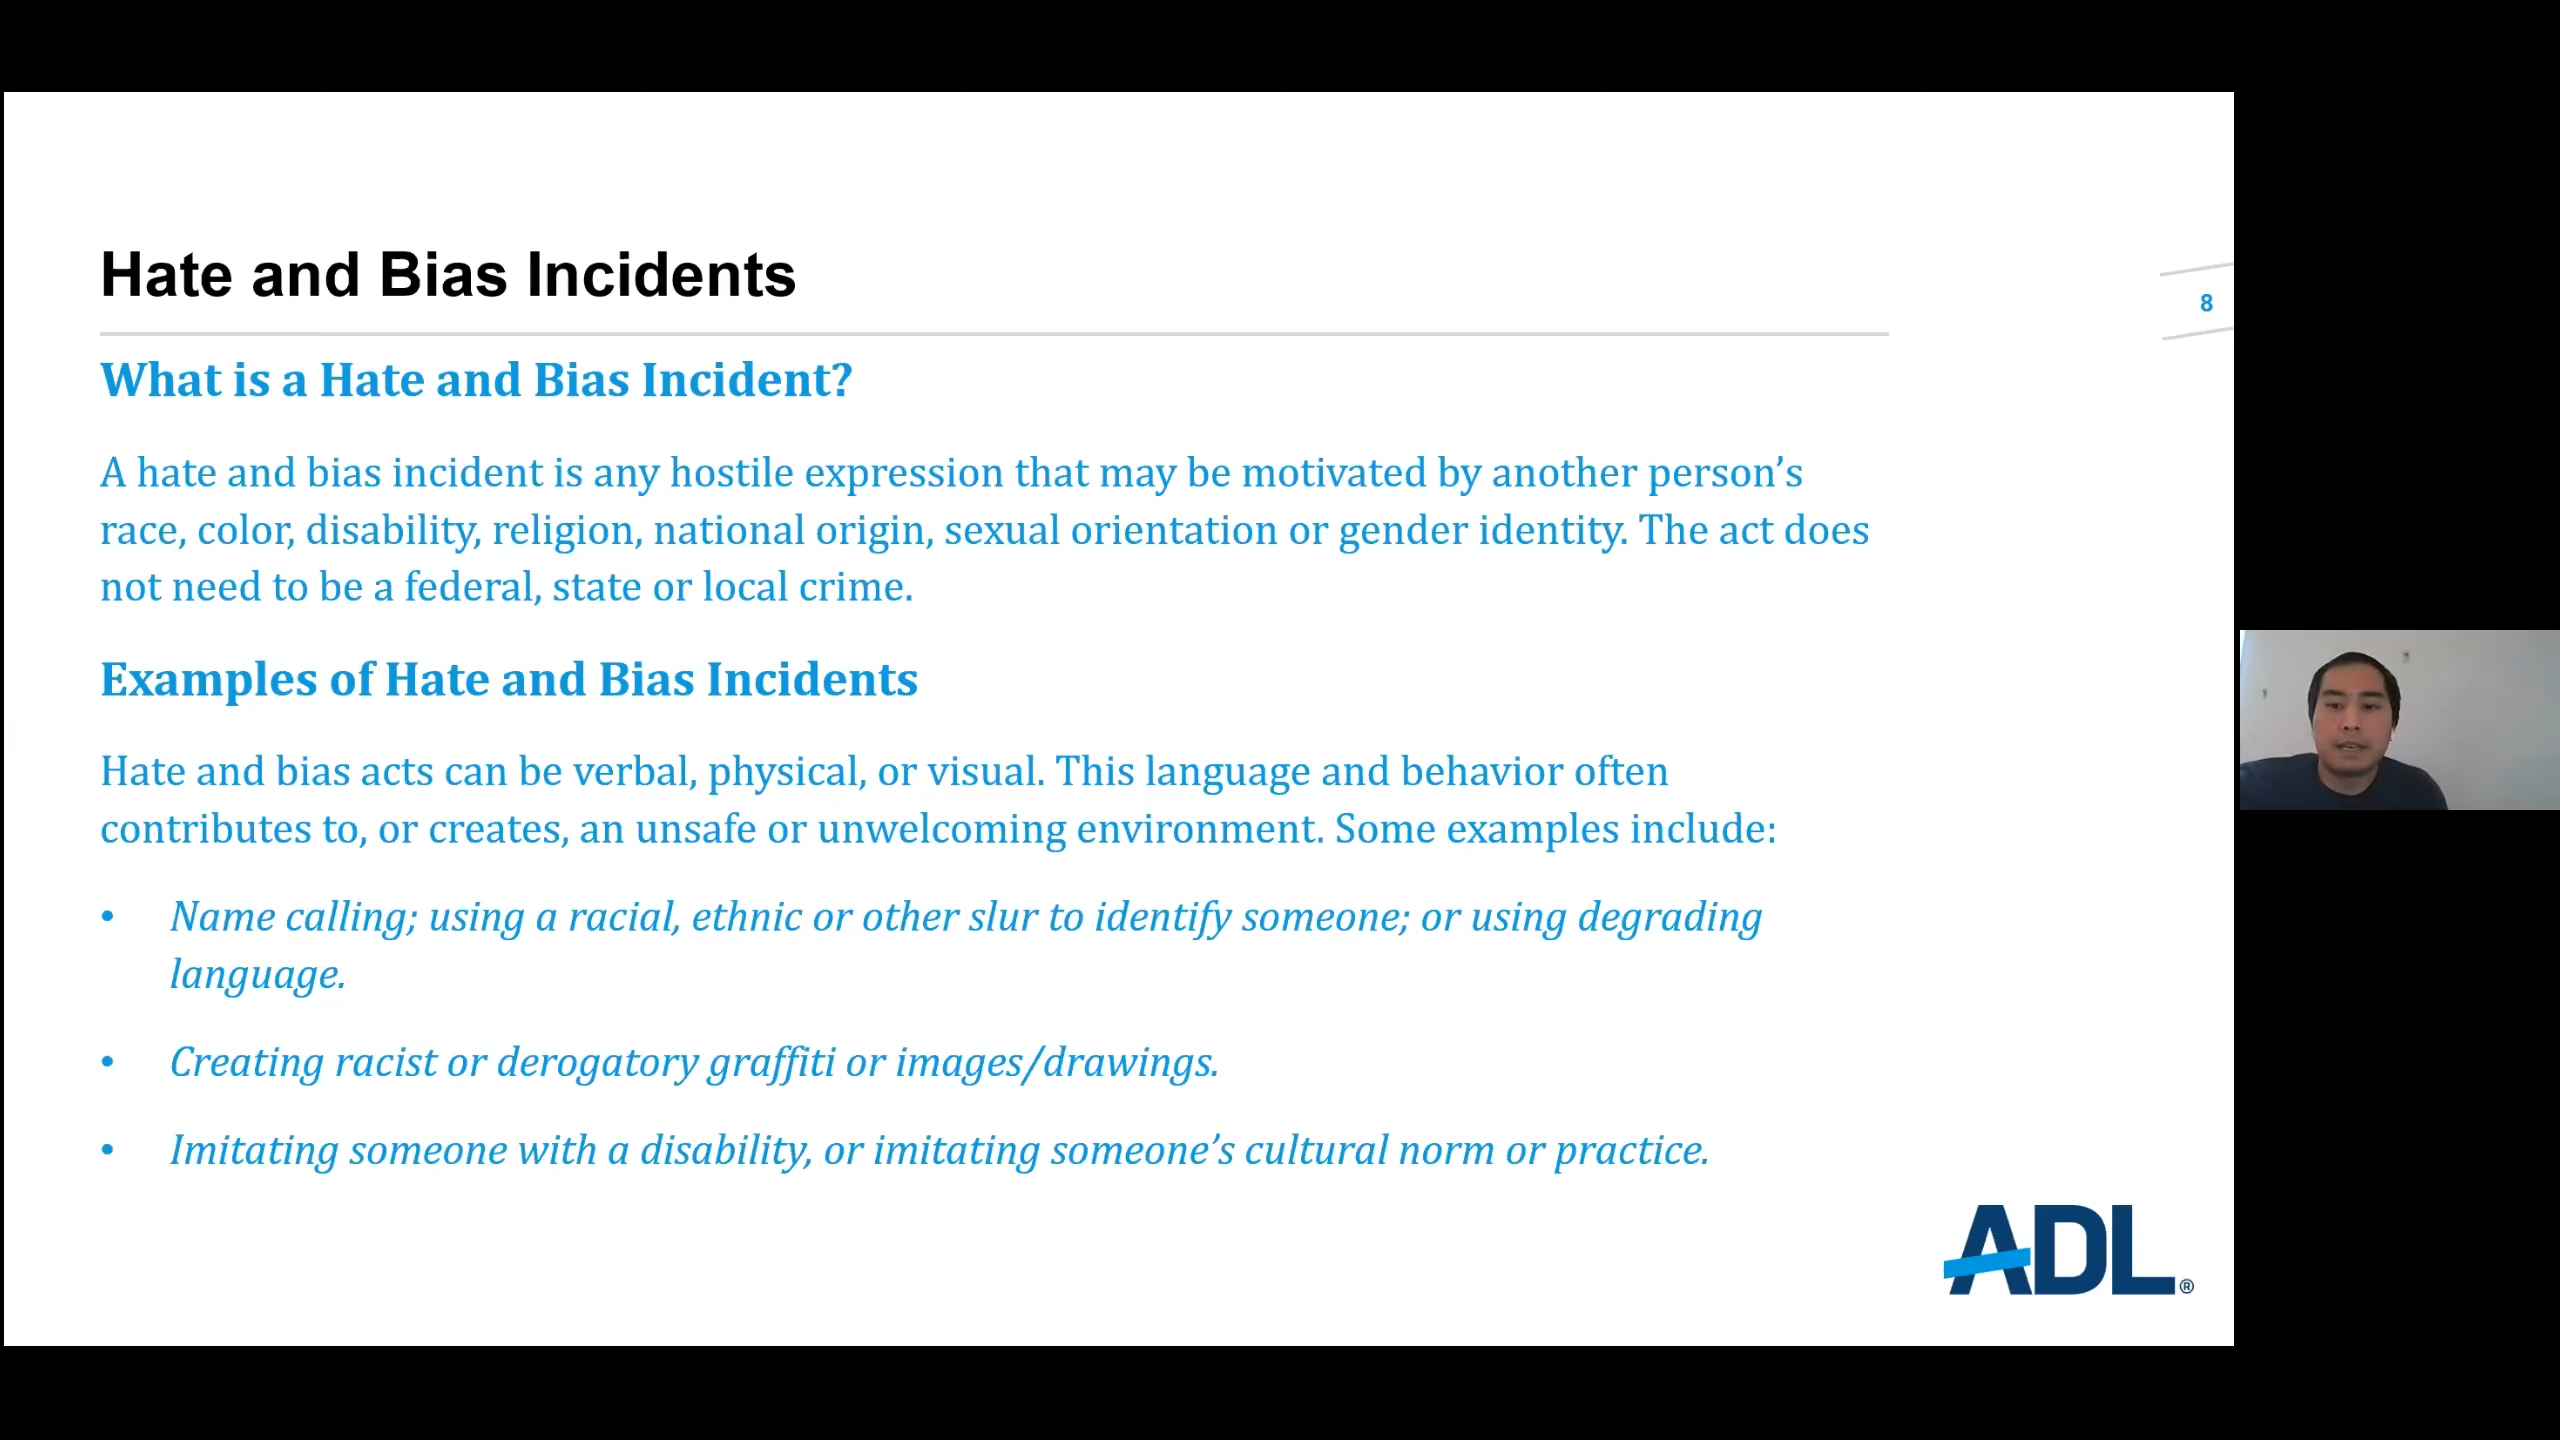 Hate and Bias Incidents
8
What is a Hate and Bias Incident?
A hate and bias incident is any hostile expression that may be motivated by another person’s
race, color, disability, religion, national origin, sexual orientation or gender identity. The act does
not need to be a federal, state or local crime.
Examples of Hate and Bias Incidents
Hate and bias acts can be verbal, physical, or visual. This language and behavior often
contributes to, or creates, an unsafe or unwelcoming environment. Some examples include:
• Name calling; using a racial, ethnic or other slur to identify someone; or using degrading
language.
• Creating racist or derogatory graffiti or images/drawings.
• Imitating someone with a disability, or imitating someone’s cultural norm or practice.
ADL®